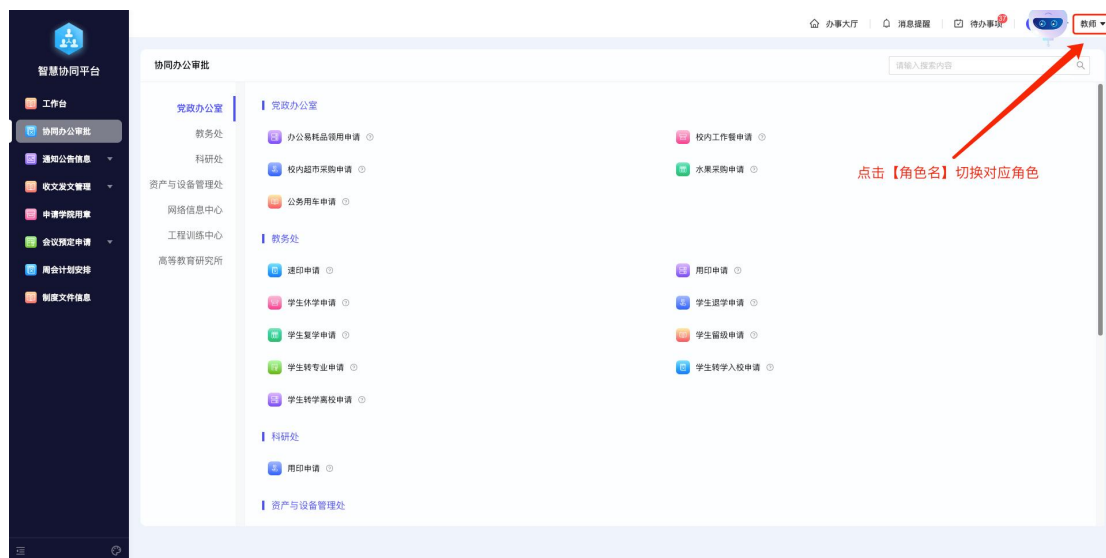 办事大厅 消息提醒 待办事项 37 教师
智慧协同平台
协同办公审批 请输入搜索内容
工作台
协同办公审批
通知公告信息
收文发文管理
申请学院用章
会议预定申请
周会计划安排
制度文件信息
党政办公室
教务处
科研处
资产与设备管理处
网络信息中心
工程训练中心
高等教育研究所
党政办公室
办公易耗品领用申请 校内工作餐申请
校内超市采购申请 水果采购申请
公务用车申请
点击【角色名】切换对应角色
教务处
速印申请 用印申请
学生休学申请 学生退学申请
学生复学申请 学生留级申请
学生转专业申请 学生转学入校申请
学生转学离校申请
科研处
用印申请
资产与设备管理处